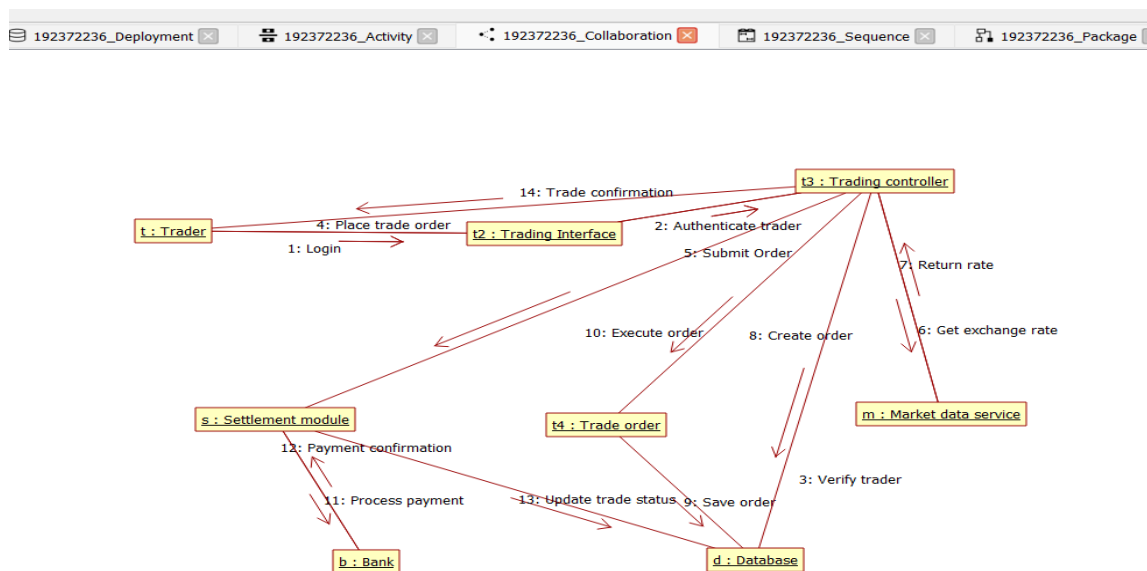 192372236_Deployment
192372236_Activity
192372236_Collaboration
192372236_Sequence
192372236_Package
t3 : Trading controller
14: Trade confirmation
t : Trader
4: Place trade order
t2 : Trading Interface
2: Authenticate trader
1: Login
5: Submit Order
7: Return rate
10: Execute order
8: Create order
6: Get exchange rate
s : Settlement module
t4 : Trade order
m : Market data service
12: Payment confirmation
3: Verify trader
11: Process payment
13: Update trade status
9: Save order
b : Bank
d : Database